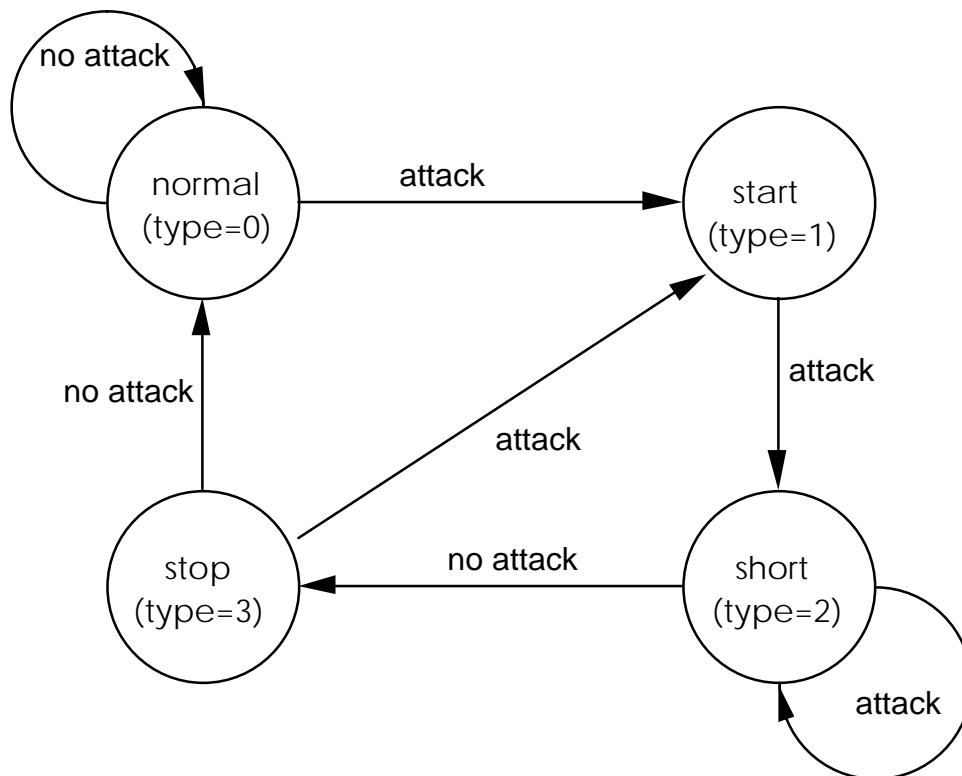 no attack
normal
(type=0)
attack
start
(type=1)
no attack
attack
attack
stop
(type=3)
no attack
short
(type=2)
attack